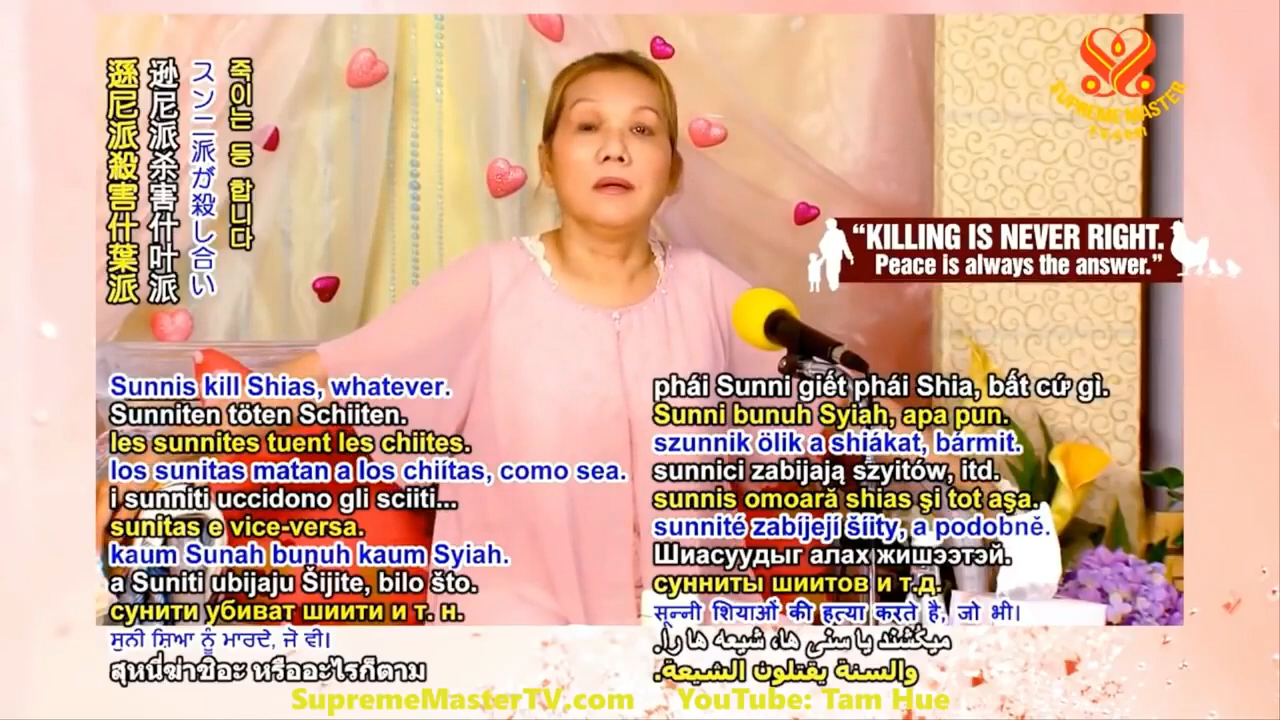 죽이는 등 합니다
スンニ派が殺し合い
逊尼派杀害什叶派
遜尼派殺害什葉派
SUPREME MASTER
“KILLING IS NEVER RIGHT.
Peace is always the answer.”
Sunnis kill Shias, whatever.
Sunniten töten Schiiten.
les sunnites tuent les chiites.
los sunitas matan a los chiítas, como sea.
i sunniti uccidono gli sciiti...
sunitas e vice-versa.
kaum Sunah bunuh kaum Syiah.
a Suniti ubijaju Šijite, bilo što.
сунити убиват шиити и т. н.
ਸੁਨੀ ਸ਼ਿਆ ਨੂੰ ਮਾਰਦੇ, ਜੋ ਵੀ।
สุหนี่ฆ่าชีอะ หรืออะไรก็ตาม
phái Sunni giết phái Shia, bất cứ gì.
Sunni bunuh Syiah, apa pun.
szunnik ölik a shiákat, bármit.
sunnici zabijają szyitów, itd.
sunnis omoară shias şi tot aşa.
sunnité zabíjejí šíity, a podobně.
Шиасуудыг алах жишээтэй.
сунниты шиитов и т.д.
सून्नी शियाओं की हत्या करते है, जो भी।
میکُشند یا سنی ها، شیعه ها را.
والسنة يقتلون الشيعة.
SupremeMasterTV.com YouTube: Tam Hue